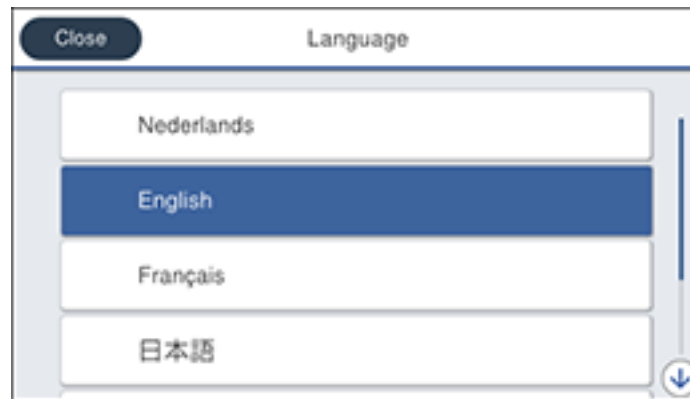 Close
Language
Nederlands
English
Français
日本語